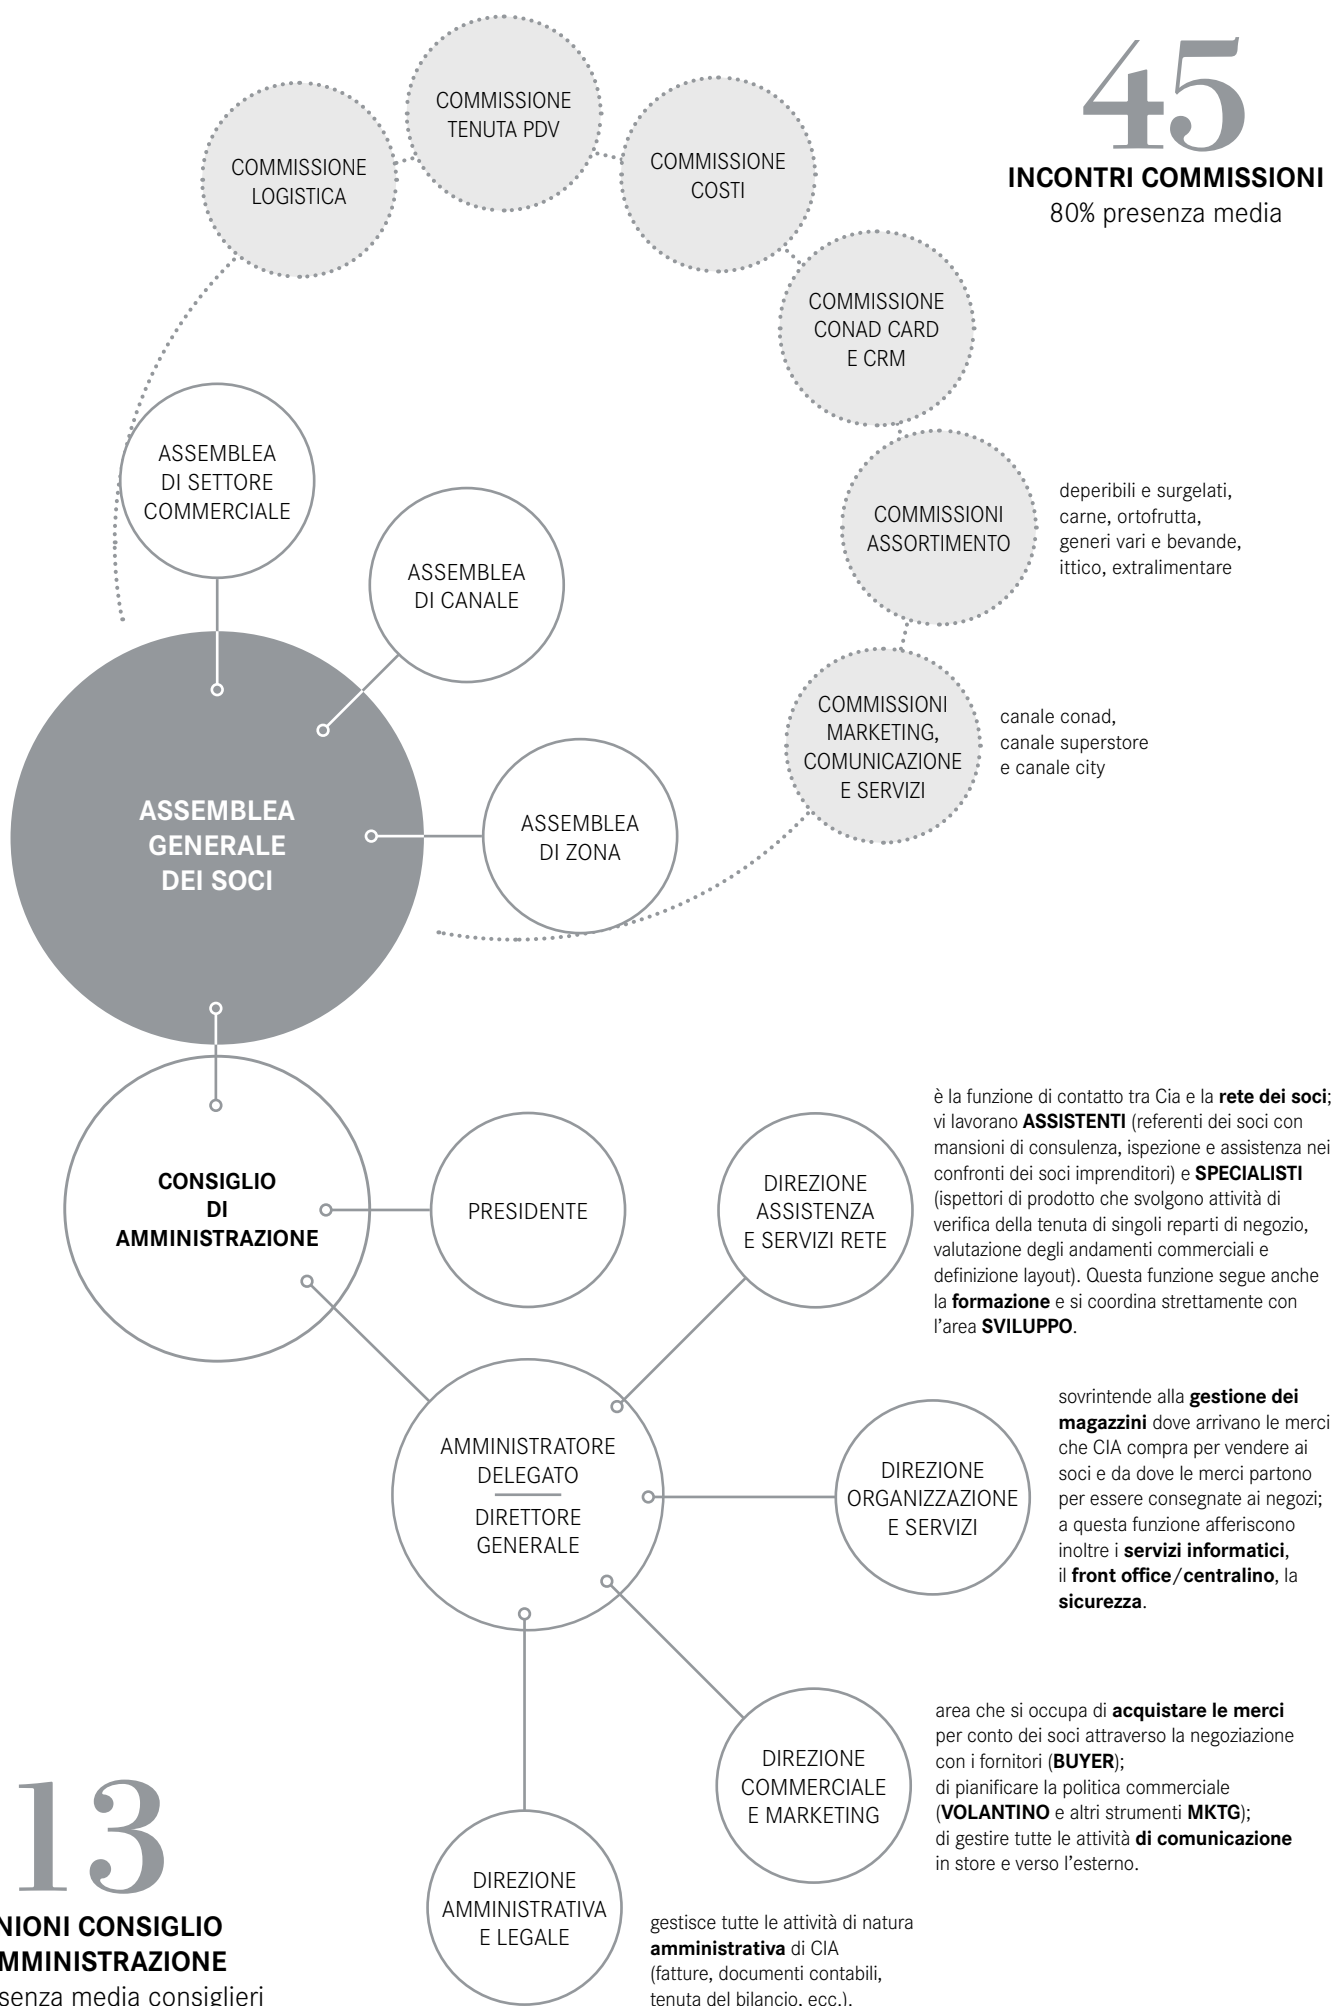 45
INCONTRI COMMISSIONI
80% presenza media
COMMISSIONE
TENUTA PDV
COMMISSIONE
LOGISTICA
COMMISSIONE
COSTI
COMMISSIONE
CONAD CARD
E CRM
ASSEMBLEA
DI SETTORE
COMMERCIALE
COMMISSIONI
ASSORTIMENTO
deperibili e surgelati,
carne, ortofrutta,
generi vari e bevande,
ittico, extralimentare
ASSEMBLEA
DI CANALE
COMMISSIONI
MARKETING,
COMUNICAZIONE
E SERVIZI
canale conad,
canale superstore
e canale city
ASSEMBLEA
GENERALE
DEI SOCI
ASSEMBLEA
DI ZONA
CONSIGLIO
DI
AMMINISTRAZIONE
PRESIDENTE
DIREZIONE
ASSISTENZA
E SERVIZI RETE
è la funzione di contatto tra Cia e la rete dei soci;
vi lavorano ASSISTENTI (referenti dei soci con
mansioni di consulenza, ispezione e assistenza nei
confronti dei soci imprenditori) e SPECIALISTI
(ispettori di prodotto che svolgono attività di
verifica della tenuta di singoli reparti di negozio,
valutazione degli andamenti commerciali e
definizione layout). Questa funzione segue anche
la formazione e si coordina strettamente con
l'area SVILUPPO.
AMMINISTRATORE
DELEGATO
DIRETTORE
GENERALE
DIREZIONE
ORGANIZZAZIONE
E SERVIZI
sovrintende alla gestione dei
magazzini dove arrivano le merci
che CIA compra per vendere ai
soci e da dove le merci partono
per essere consegnate ai negozi;
a questa funzione afferiscono
inoltre i servizi informatici,
il front office/centralino, la
sicurezza.
DIREZIONE
COMMERCIALE
E MARKETING
area che si occupa di acquistare le merci
per conto dei soci attraverso la negoziazione
con i fornitori (BUYER);
di pianificare la politica commerciale
(VOLANTINO e altri strumenti MKTG);
di gestire tutte le attività di comunicazione
in store e verso l'esterno.
DIREZIONE
AMMINISTRATIVA
E LEGALE
gestisce tutte le attività di natura
amministrativa di CIA
(fatture, documenti contabili,
tenuta del bilancio, ecc.).
13
NIONI CONSIGLIO
MMINISTRAZIONE
senza media consiglieri